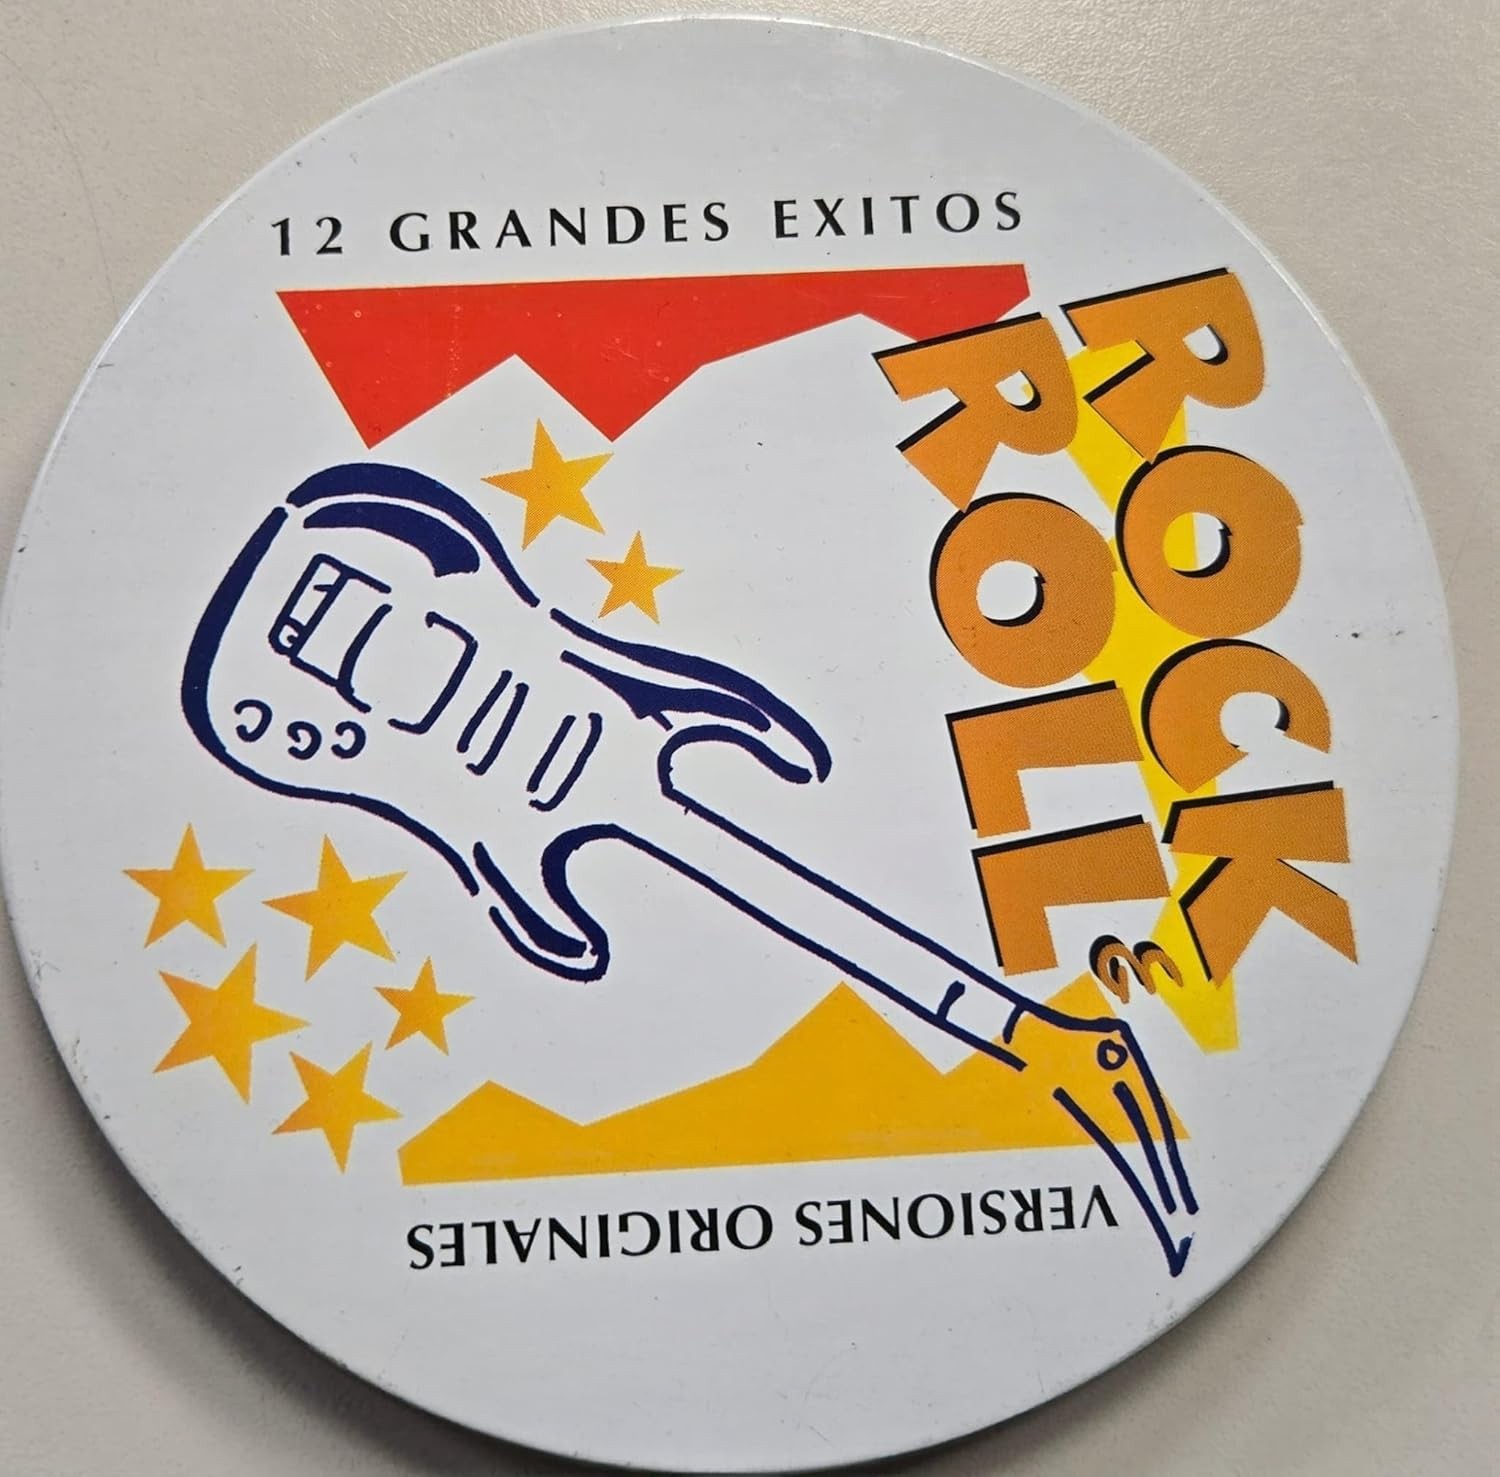 12 GRANDES EXITOS
ROCK &
ROLL
VERSIONES ORIGINALES